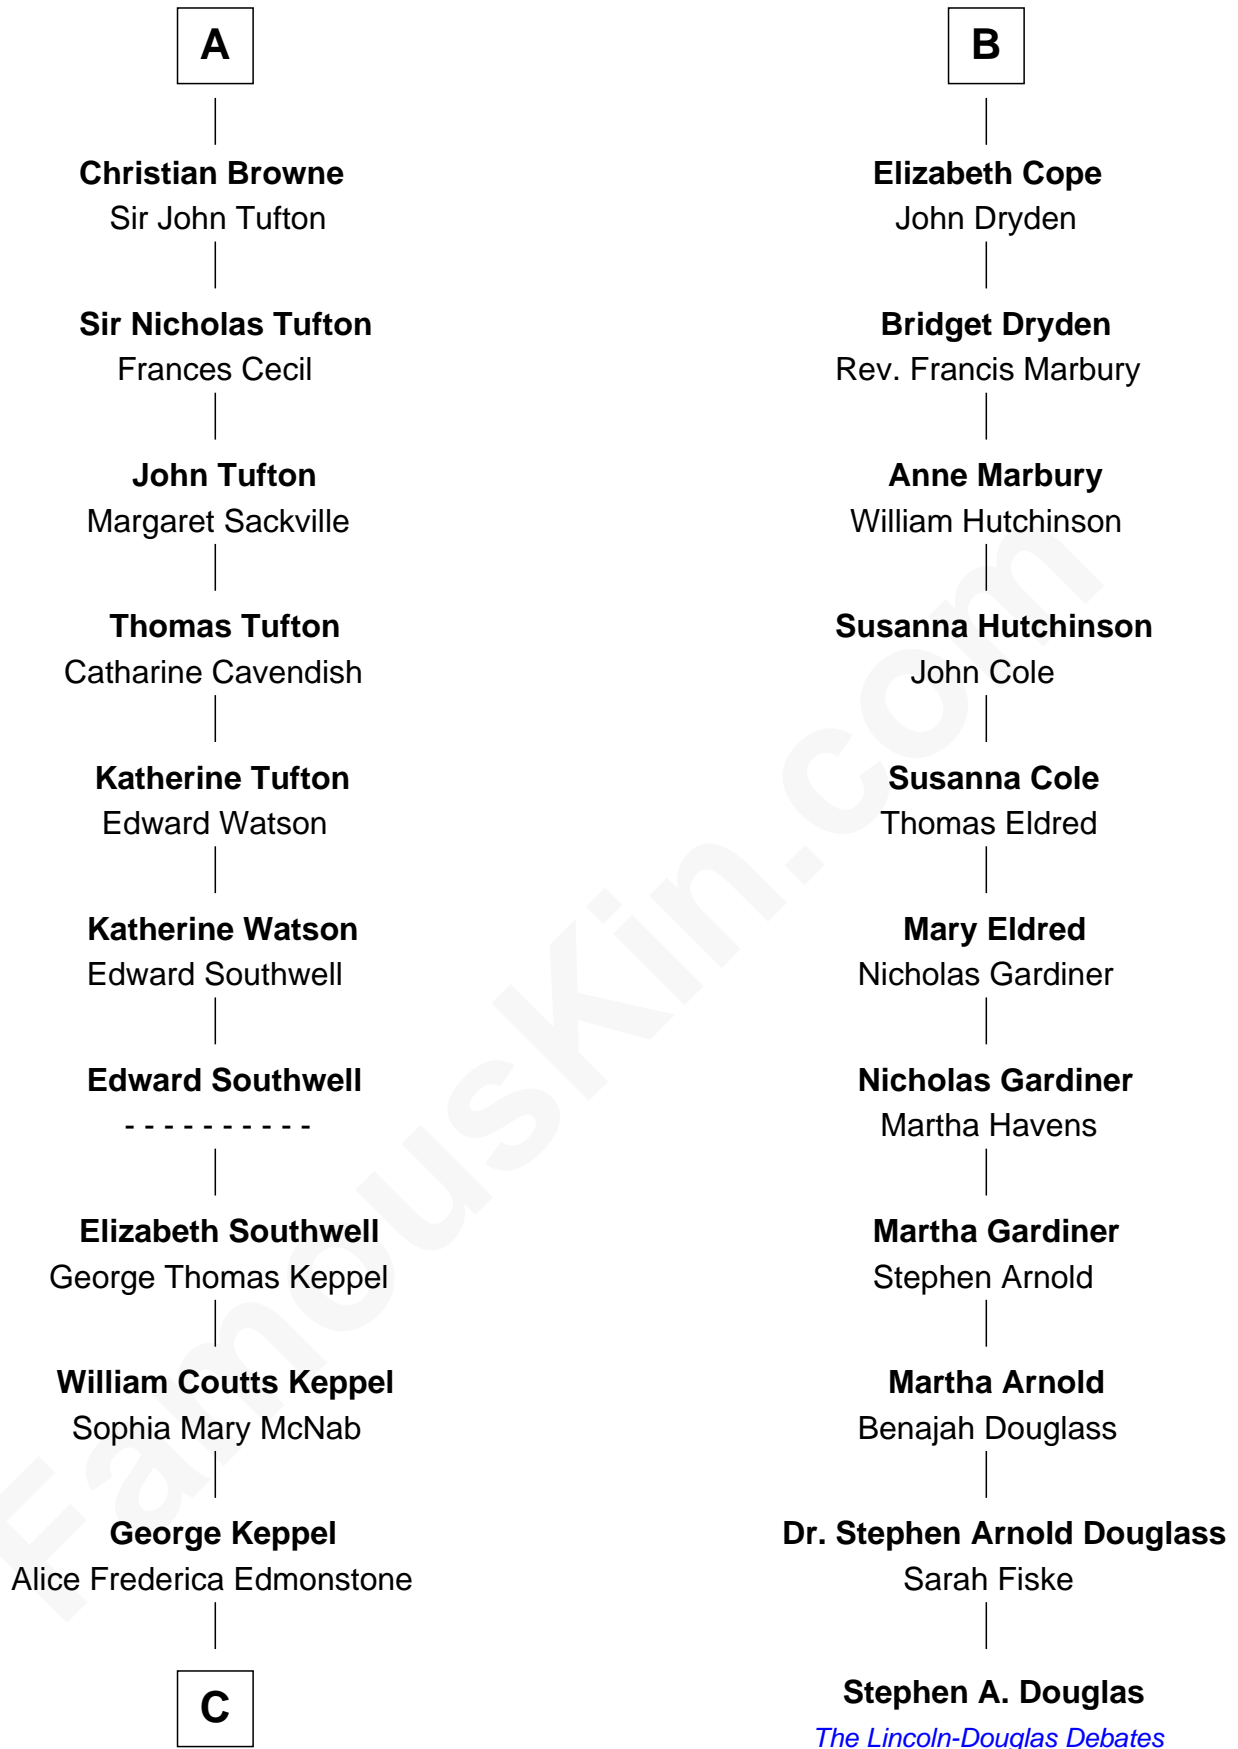 A
Christian Browne
Sir John Tufton
Sir Nicholas Tufton
Frances Cecil
John Tufton
Margaret Sackville
Thomas Tufton
Catharine Cavendish
Katherine Tufton
Edward Watson
Katherine Watson
Edward Southwell
Edward Southwell
- - - - - - - - - -
Elizabeth Southwell
George Thomas Keppel
William Coutts Keppel
Sophia Mary McNab
George Keppel
Alice Frederica Edmonstone
C
B
Elizabeth Cope
John Dryden
Bridget Dryden
Rev. Francis Marbury
Anne Marbury
William Hutchinson
Susanna Hutchinson
John Cole
Susanna Cole
Thomas Eldred
Mary Eldred
Nicholas Gardiner
Nicholas Gardiner
Martha Havens
Martha Gardiner
Stephen Arnold
Martha Arnold
Benajah Douglass
Dr. Stephen Arnold Douglass
Sarah Fiske
Stephen A. Douglas
The Lincoln-Douglas Debates
FamousKin.com